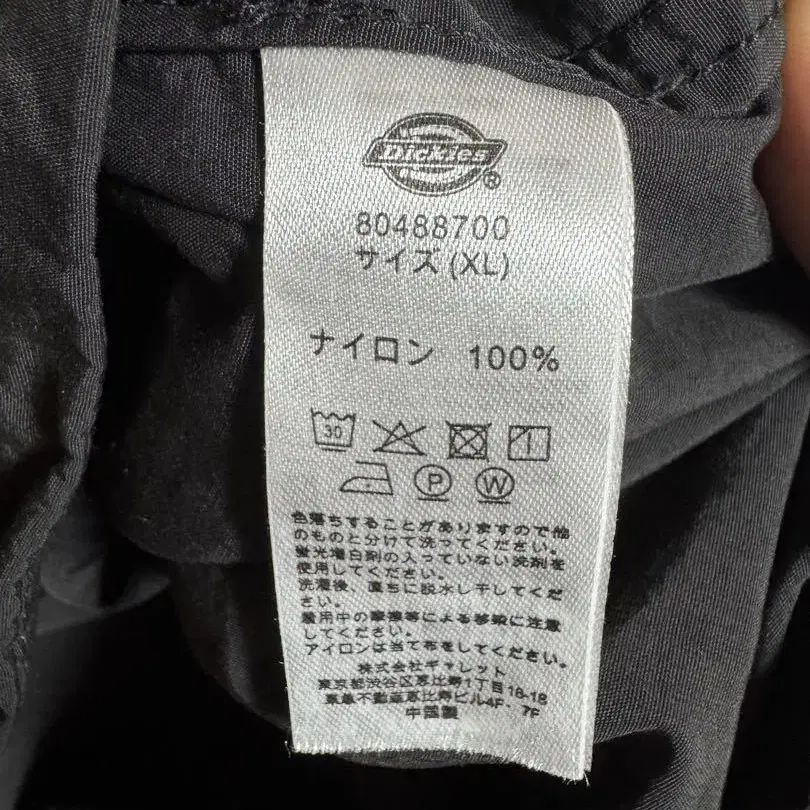 Dickies®
80488700
サイズ(XL)
ナイロン 100%
30
P W
色落ちすることがありますので他
のものと分けて洗ってください。
蛍光増白剤の入っていない洗剤を
使用してください。
洗濯後、直ちに脱水し干してくだ
さい。
着用中の摩擦等による移染に注意
してください。
アイロンは当て布をしてください。
株式会社ギャレット
東京都渋谷区恵比寿1丁目18-18
東急不動産恵比寿ビル4F・7F
中国製